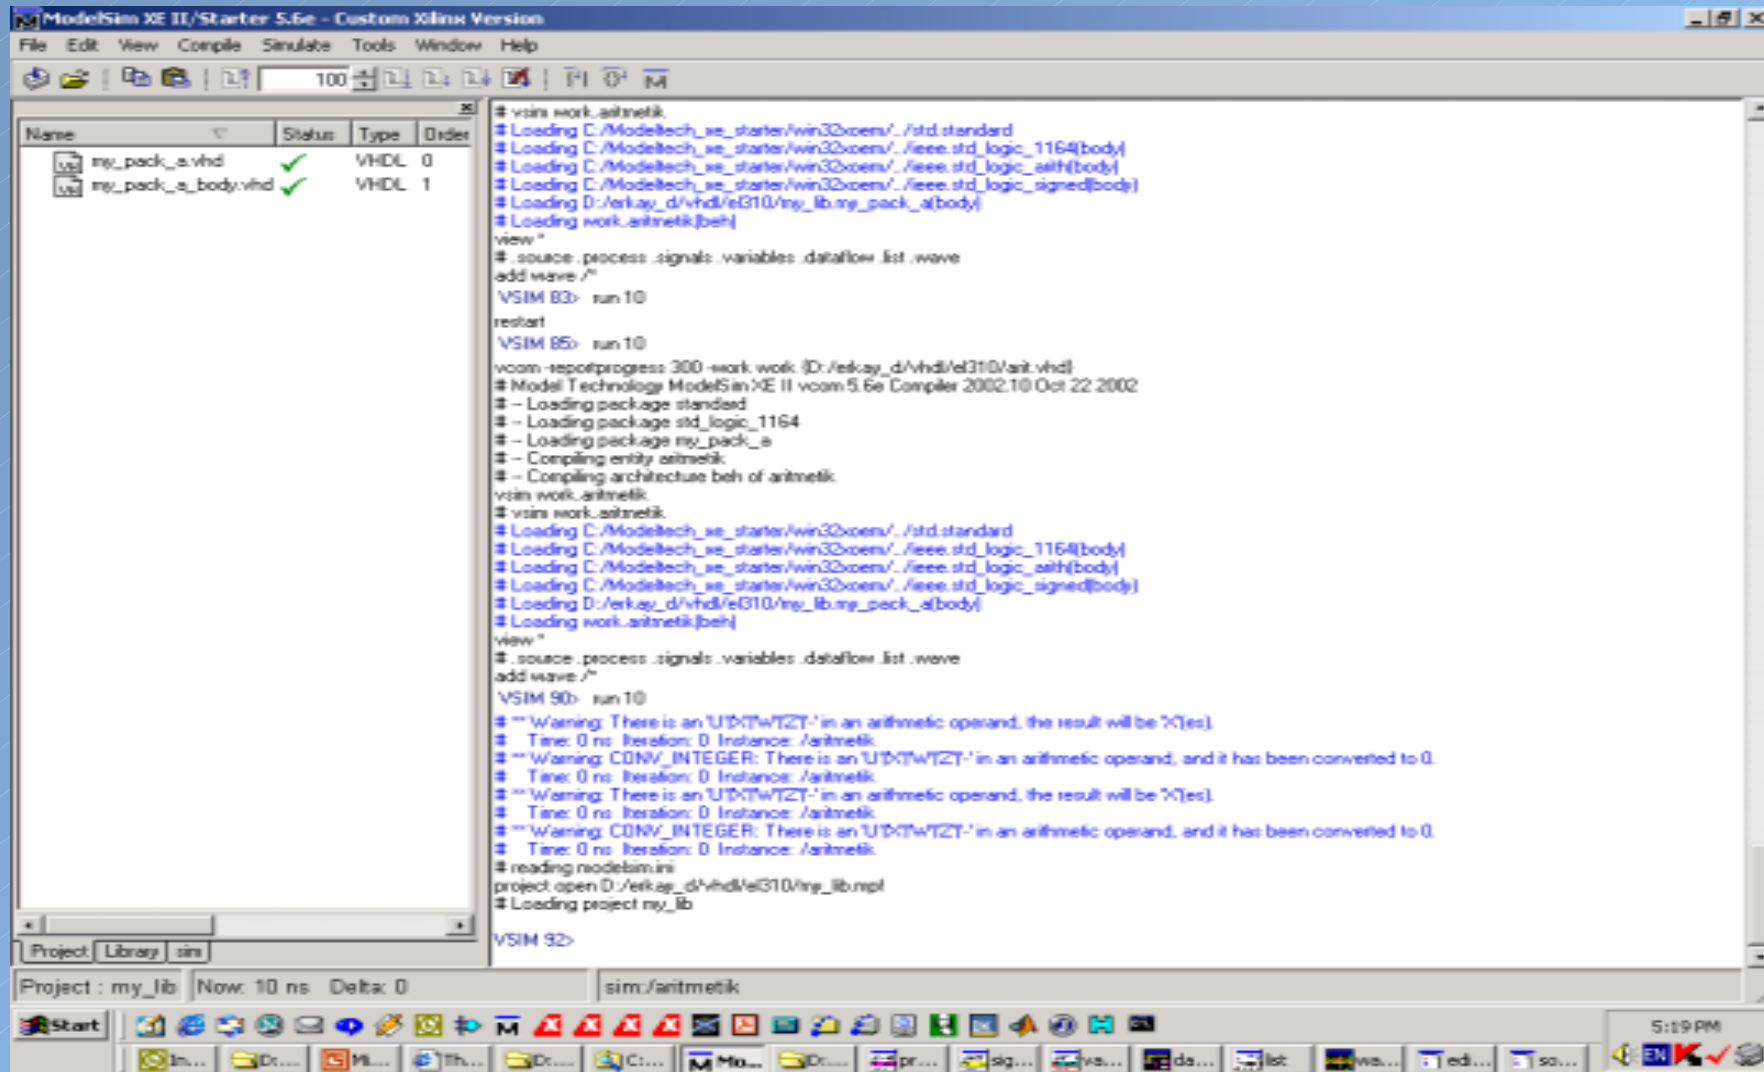 ModelSim XE II/Starter 5.6e - Custom Xilinx Version
File Edit View Compile Simulate Tools Window Help
100
Name Status Type Order
my_pack_a.vhd VHDL 0
my_pack_a_body.vhd VHDL 1
# vsim work.aritmetik
# Loading C:/Modeltech_xe_starter/win32xoem/../std.standard
# Loading C:/Modeltech_xe_starter/win32xoem/../ieee.std_logic_1164(body)
# Loading C:/Modeltech_xe_starter/win32xoem/../ieee.std_logic_arith(body)
# Loading C:/Modeltech_xe_starter/win32xoem/../ieee.std_logic_signed(body)
# Loading D:/erkay_d/vhdl/el310/my_lib.my_pack_a(body)
# Loading work.aritmetik(beh)
view *
# .source .process .signals .variables .dataflow .list .wave
add wave /*
VSIM 83> run 10
restart
VSIM 85> run 10
vcom -reportprogress 300 -work work {D:/erkay_d/vhdl/el310/arit.vhd}
# Model Technology ModelSim XE II vcom 5.6e Compiler 2002.10 Oct 22 2002
# -- Loading package standard
# -- Loading package std_logic_1164
# -- Loading package my_pack_a
# -- Compiling entity aritmetik
# -- Compiling architecture beh of aritmetik
vsim work.aritmetik
# vsim work.aritmetik
# Loading C:/Modeltech_xe_starter/win32xoem/../std.standard
# Loading C:/Modeltech_xe_starter/win32xoem/../ieee.std_logic_1164(body)
# Loading C:/Modeltech_xe_starter/win32xoem/../ieee.std_logic_arith(body)
# Loading C:/Modeltech_xe_starter/win32xoem/../ieee.std_logic_signed(body)
# Loading D:/erkay_d/vhdl/el310/my_lib.my_pack_a(body)
# Loading work.aritmetik(beh)
view *
# .source .process .signals .variables .dataflow .list .wave
add wave /*
VSIM 90> run 10
# ** Warning: There is an 'U'|'X'|'W'|'Z'|'-' in an arithmetic operand, the result will be 'X'(es).
# Time: 0 ns Iteration: 0 Instance: /aritmetik
# ** Warning: CONV_INTEGER: There is an 'U'|'X'|'W'|'Z'|'-' in an arithmetic operand, and it has been converted to 0.
# Time: 0 ns Iteration: 0 Instance: /aritmetik
# ** Warning: There is an 'U'|'X'|'W'|'Z'|'-' in an arithmetic operand, the result will be 'X'(es).
# Time: 0 ns Iteration: 0 Instance: /aritmetik
# ** Warning: CONV_INTEGER: There is an 'U'|'X'|'W'|'Z'|'-' in an arithmetic operand, and it has been converted to 0.
# Time: 0 ns Iteration: 0 Instance: /aritmetik
# reading modelsim.ini
project open D:/erkay_d/vhdl/el310/my_lib.mpf
# Loading project my_lib
VSIM 92>
Project Library sim
Project : my_lib Now: 10 ns Delta: 0 sim:/aritmetik
Start 5:19 PM
In... D:... Mi... Th... D:... C:... Mo... D:... pr... sig... va... da... list wa... edi... so... EN